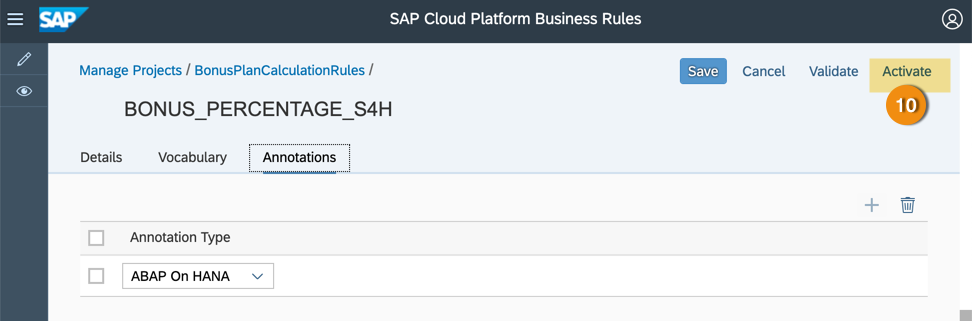 SAP SAP Cloud Platform Business Rules
Manage Projects / BonusPlanCalculationRules /
Save Cancel Validate Activate
10
BONUS_PERCENTAGE_S4H
Details Vocabulary Annotations
Annotation Type
ABAP On HANA